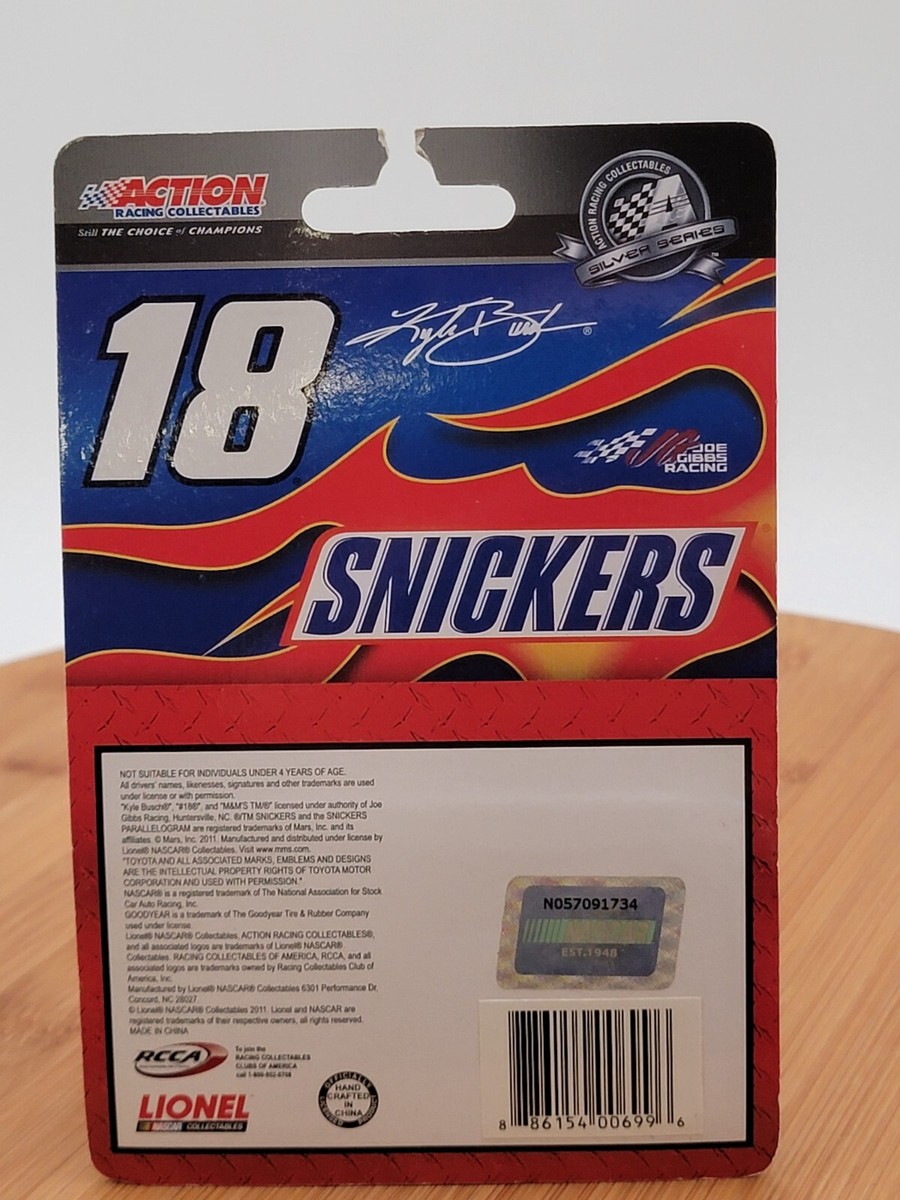 ACTION
RACING COLLECTABLES
Still THE CHOICE of CHAMPIONS
ACTION RACING COLLECTABLES
A
SILVER SERIES
™
18
Kyle Busch ®
JOE
GIBBS
RACING
SNICKERS
NOT SUITABLE FOR INDIVIDUALS UNDER 4 YEARS OF AGE.
All drivers' names, likenesses, signatures and other trademarks are used
under license or with permission.
"Kyle Busch®", "#18®", and "M&M'S TM/®" licensed under authority of Joe
Gibbs Racing, Huntersville, NC. ®/TM SNICKERS and the SNICKERS
PARALLELOGRAM are registered trademarks of Mars, Inc. and its
affiliates. © Mars, Inc. 2011. Manufactured and distributed under license by
Lionel® NASCAR® Collectables. Visit www.mms.com.
"TOYOTA AND ALL ASSOCIATED MARKS, EMBLEMS AND DESIGNS
ARE THE INTELLECTUAL PROPERTY RIGHTS OF TOYOTA MOTOR
CORPORATION AND USED WITH PERMISSION."
NASCAR® is a registered trademark of The National Association for Stock
Car Auto Racing, Inc.
GOODYEAR is a trademark of The Goodyear Tire & Rubber Company
used under license.
Lionel® NASCAR® Collectables, ACTION RACING COLLECTABLES®,
and all associated logos are trademarks of Lionel® NASCAR®
Collectables. RACING COLLECTABLES OF AMERICA, RCCA, and all
associated logos are trademarks owned by Racing Collectables Club of
America, Inc.
Manufactured by Lionel® NASCAR® Collectables 6301 Performance Dr.
Concord, NC 28027.
© Lionel® NASCAR® Collectables 2011. Lionel and NASCAR are
registered trademarks of their respective owners, all rights reserved.
MADE IN CHINA
N057091734
EST.1948
RCCA
To join the
RACING COLLECTABLES
CLUBS OF AMERICA
call 1-800-952-0708
LIONEL
NASCAR COLLECTABLES
OFFICIALLY
HAND
CRAFTED
IN
CHINA
LICENSED PRODUCT
8 86154 00699 6